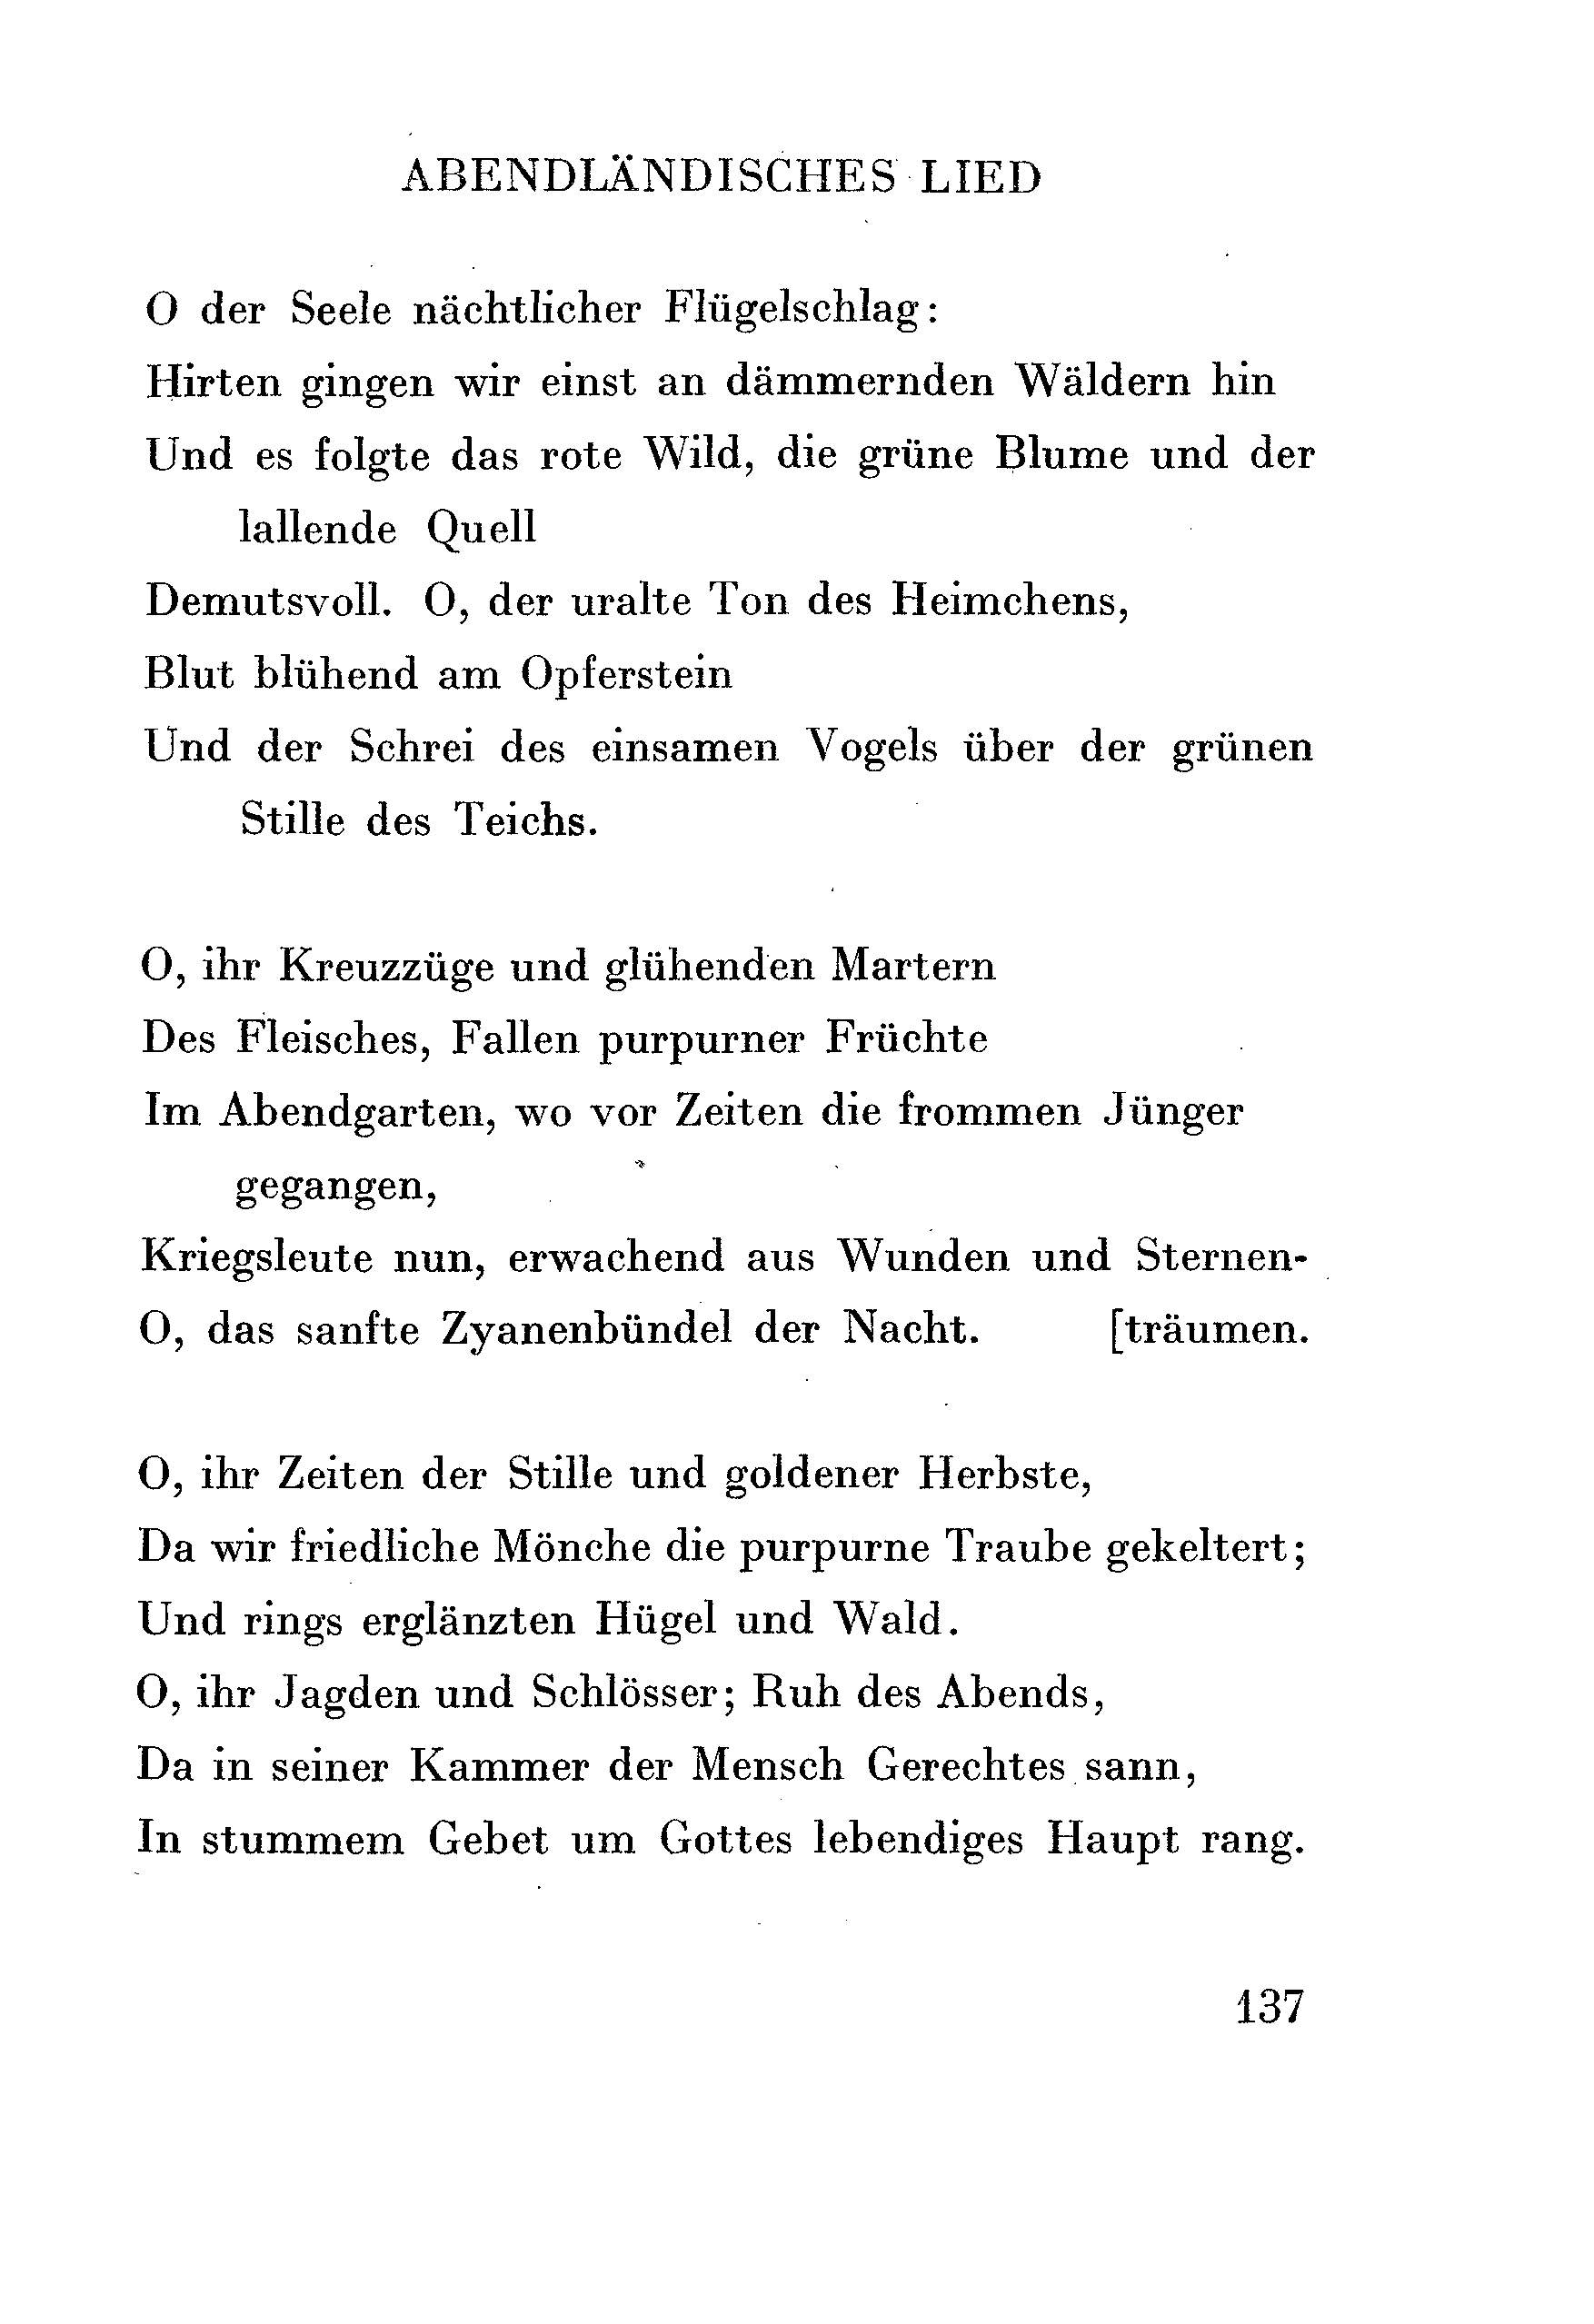 ABENDLÄNDISCHES LIED
O der Seele nächtlicher Flügelschlag:
Hirten gingen wir einst an dämmernden Wäldern hin
Und es folgte das rote Wild, die grüne Blume und der
lallende Quell
Demutsvoll. O, der uralte Ton des Heimchens,
Blut blühend am Opferstein
Und der Schrei des einsamen Vogels über der grünen
Stille des Teichs.
O, ihr Kreuzzüge und glühenden Martern
Des Fleisches, Fallen purpurner Früchte
Im Abendgarten, wo vor Zeiten die frommen Jünger
gegangen,
Kriegsleute nun, erwachend aus Wunden und Sternen-
O, das sanfte Zyanenbündel der Nacht. [träumen.
O, ihr Zeiten der Stille und goldener Herbste,
Da wir friedliche Mönche die purpurne Traube gekeltert;
Und rings erglänzten Hügel und Wald.
O, ihr Jagden und Schlösser; Ruh des Abends,
Da in seiner Kammer der Mensch Gerechtes sann,
In stummem Gebet um Gottes lebendiges Haupt rang.
137